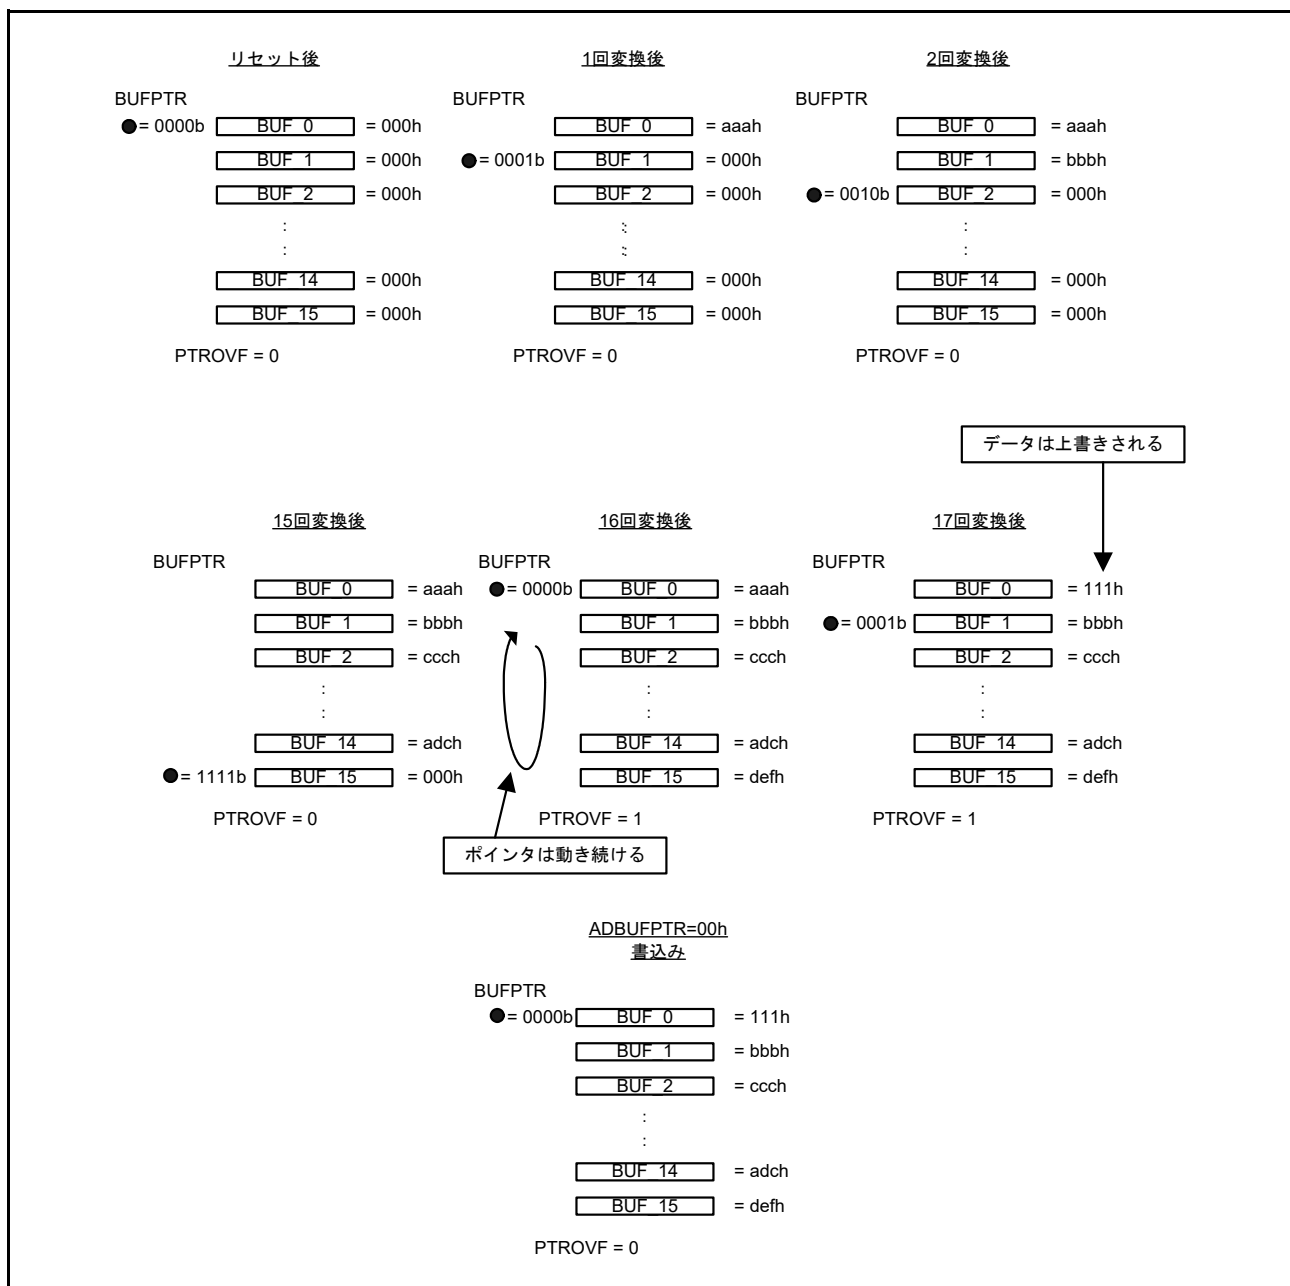 リセット後
BUFPTR
= 0000b BUF_0 = 000h
BUF_1 = 000h
BUF_2 = 000h
:
:
BUF_14 = 000h
BUF_15 = 000h
PTROVF = 0
1回変換後
BUFPTR
BUF_0 = aaah
= 0001b BUF_1 = 000h
BUF_2 = 000h
:
:
BUF_14 = 000h
BUF_15 = 000h
PTROVF = 0
2回変換後
BUFPTR
BUF_0 = aaah
BUF_1 = bbbh
= 0010b BUF_2 = 000h
:
:
BUF_14 = 000h
BUF_15 = 000h
PTROVF = 0
データは上書きされる
15回変換後
BUFPTR
BUF_0 = aaah
BUF_1 = bbbh
BUF_2 = ccch
:
:
BUF_14 = adch
= 1111b BUF_15 = 000h
PTROVF = 0
16回変換後
BUFPTR
= 0000b BUF_0 = aaah
BUF_1 = bbbh
BUF_2 = ccch
:
:
BUF_14 = adch
BUF_15 = defh
PTROVF = 1
ポインタは動き続ける
17回変換後
BUFPTR
BUF_0 = 111h
= 0001b BUF_1 = bbbh
BUF_2 = ccch
:
:
BUF_14 = adch
BUF_15 = defh
PTROVF = 1
ADBUFPTR=00h
書込み
BUFPTR
= 0000b BUF_0 = 111h
BUF_1 = bbbh
BUF_2 = ccch
:
:
BUF_14 = adch
BUF_15 = defh
PTROVF = 0